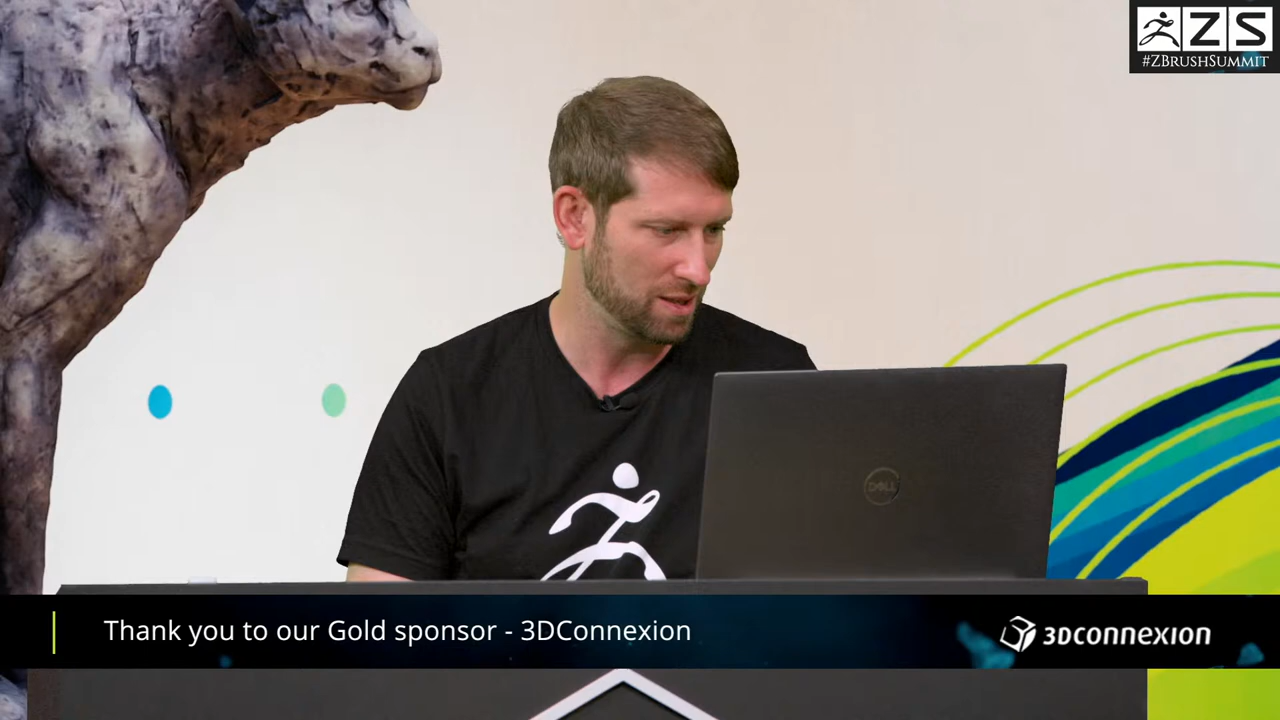 ZS
#ZBRUSHSUMMIT
DELL
Thank you to our Gold sponsor - 3DConnexion
3DCONNEXION